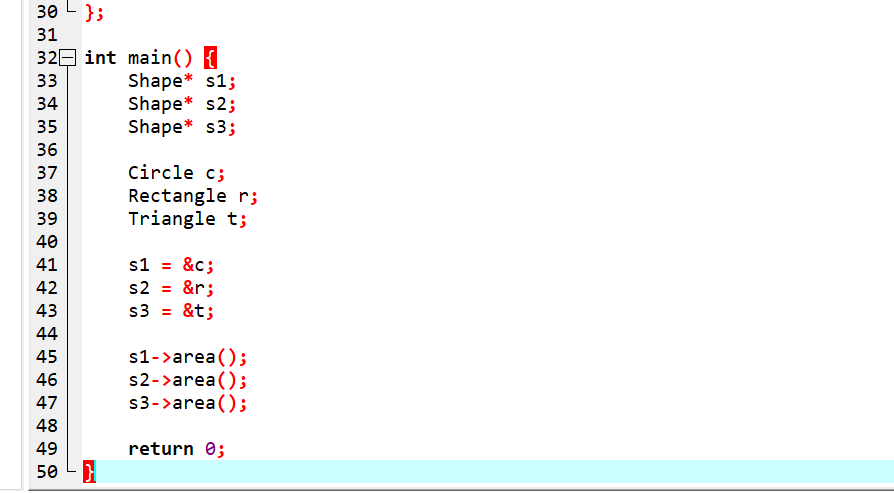 30 };
31
32 int main() {
33 Shape* s1;
34 Shape* s2;
35 Shape* s3;
36
37 Circle c;
38 Rectangle r;
39 Triangle t;
40
41 s1 = &c;
42 s2 = &r;
43 s3 = &t;
44
45 s1->area();
46 s2->area();
47 s3->area();
48
49 return 0;
50 }